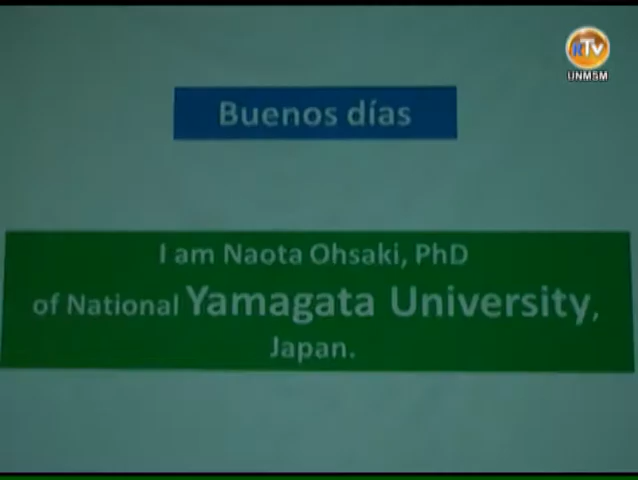 RTv
UNMSM
Buenos días
I am Naota Ohsaki, PhD
of National Yamagata University,
Japan.